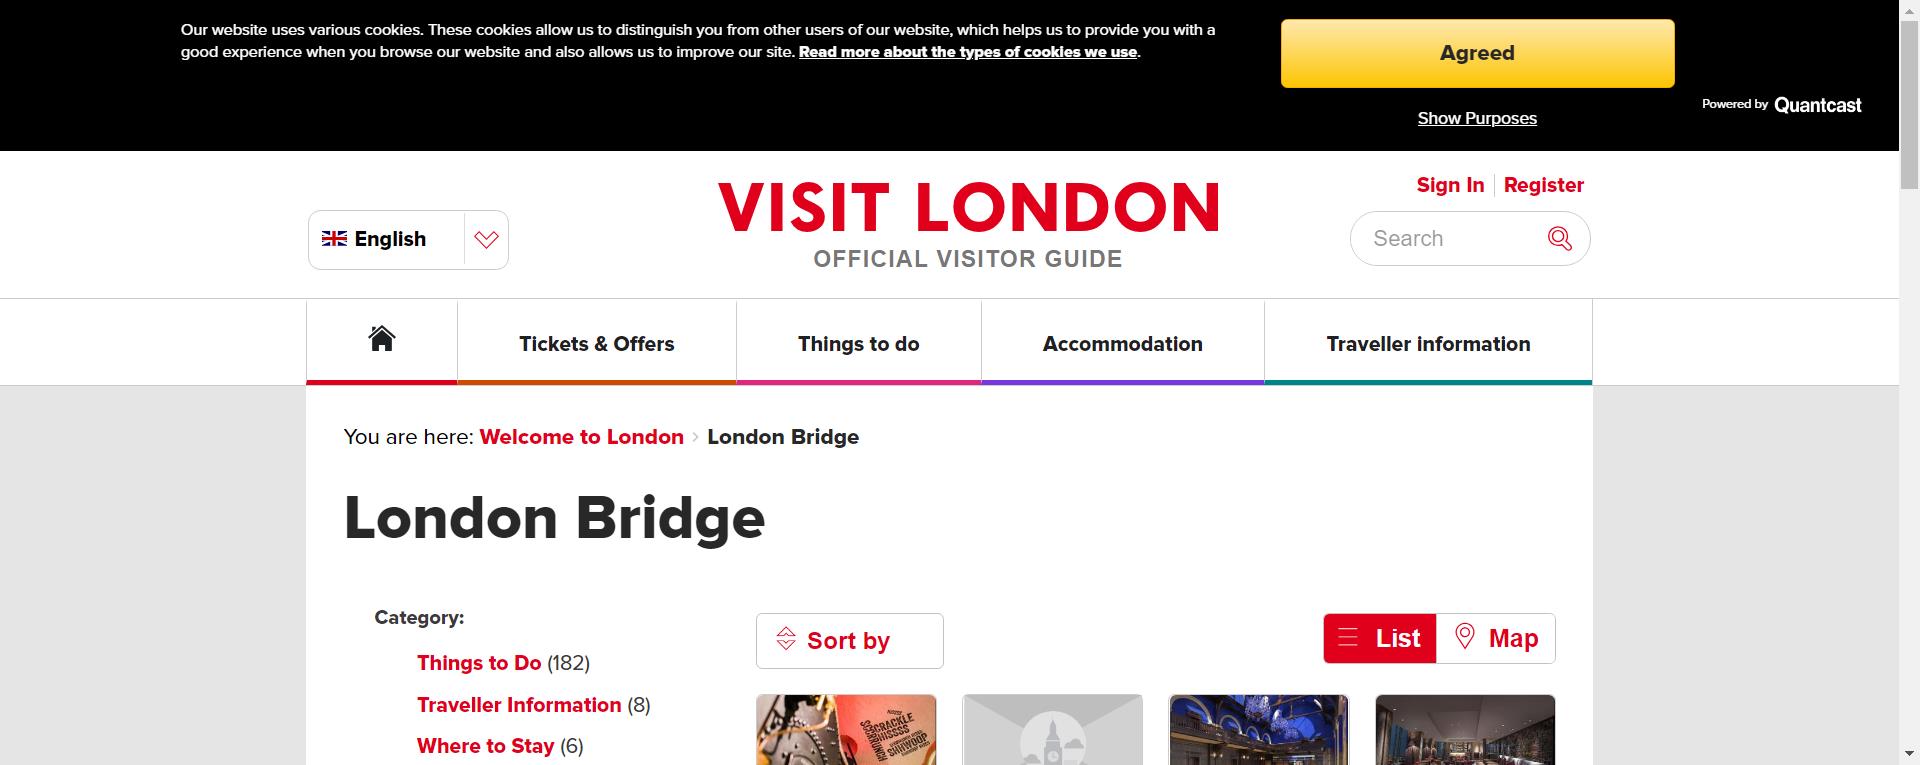 Our website uses various cookies. These cookies allow us to distinguish you from other users of our website, which helps us to provide you with a
good experience when you browse our website and also allows us to improve our site. Read more about the types of cookies we use.
Agreed
Show Purposes
Powered by Quantcast
Sign In Register
English
VISIT LONDON
OFFICIAL VISITOR GUIDE
Search
Tickets & Offers
Things to do
Accommodation
Traveller information
You are here: Welcome to London › London Bridge
London Bridge
Category:
Things to Do (182)
Traveller Information (8)
Where to Stay (6)
Sort by
List
Map
CRACKLE